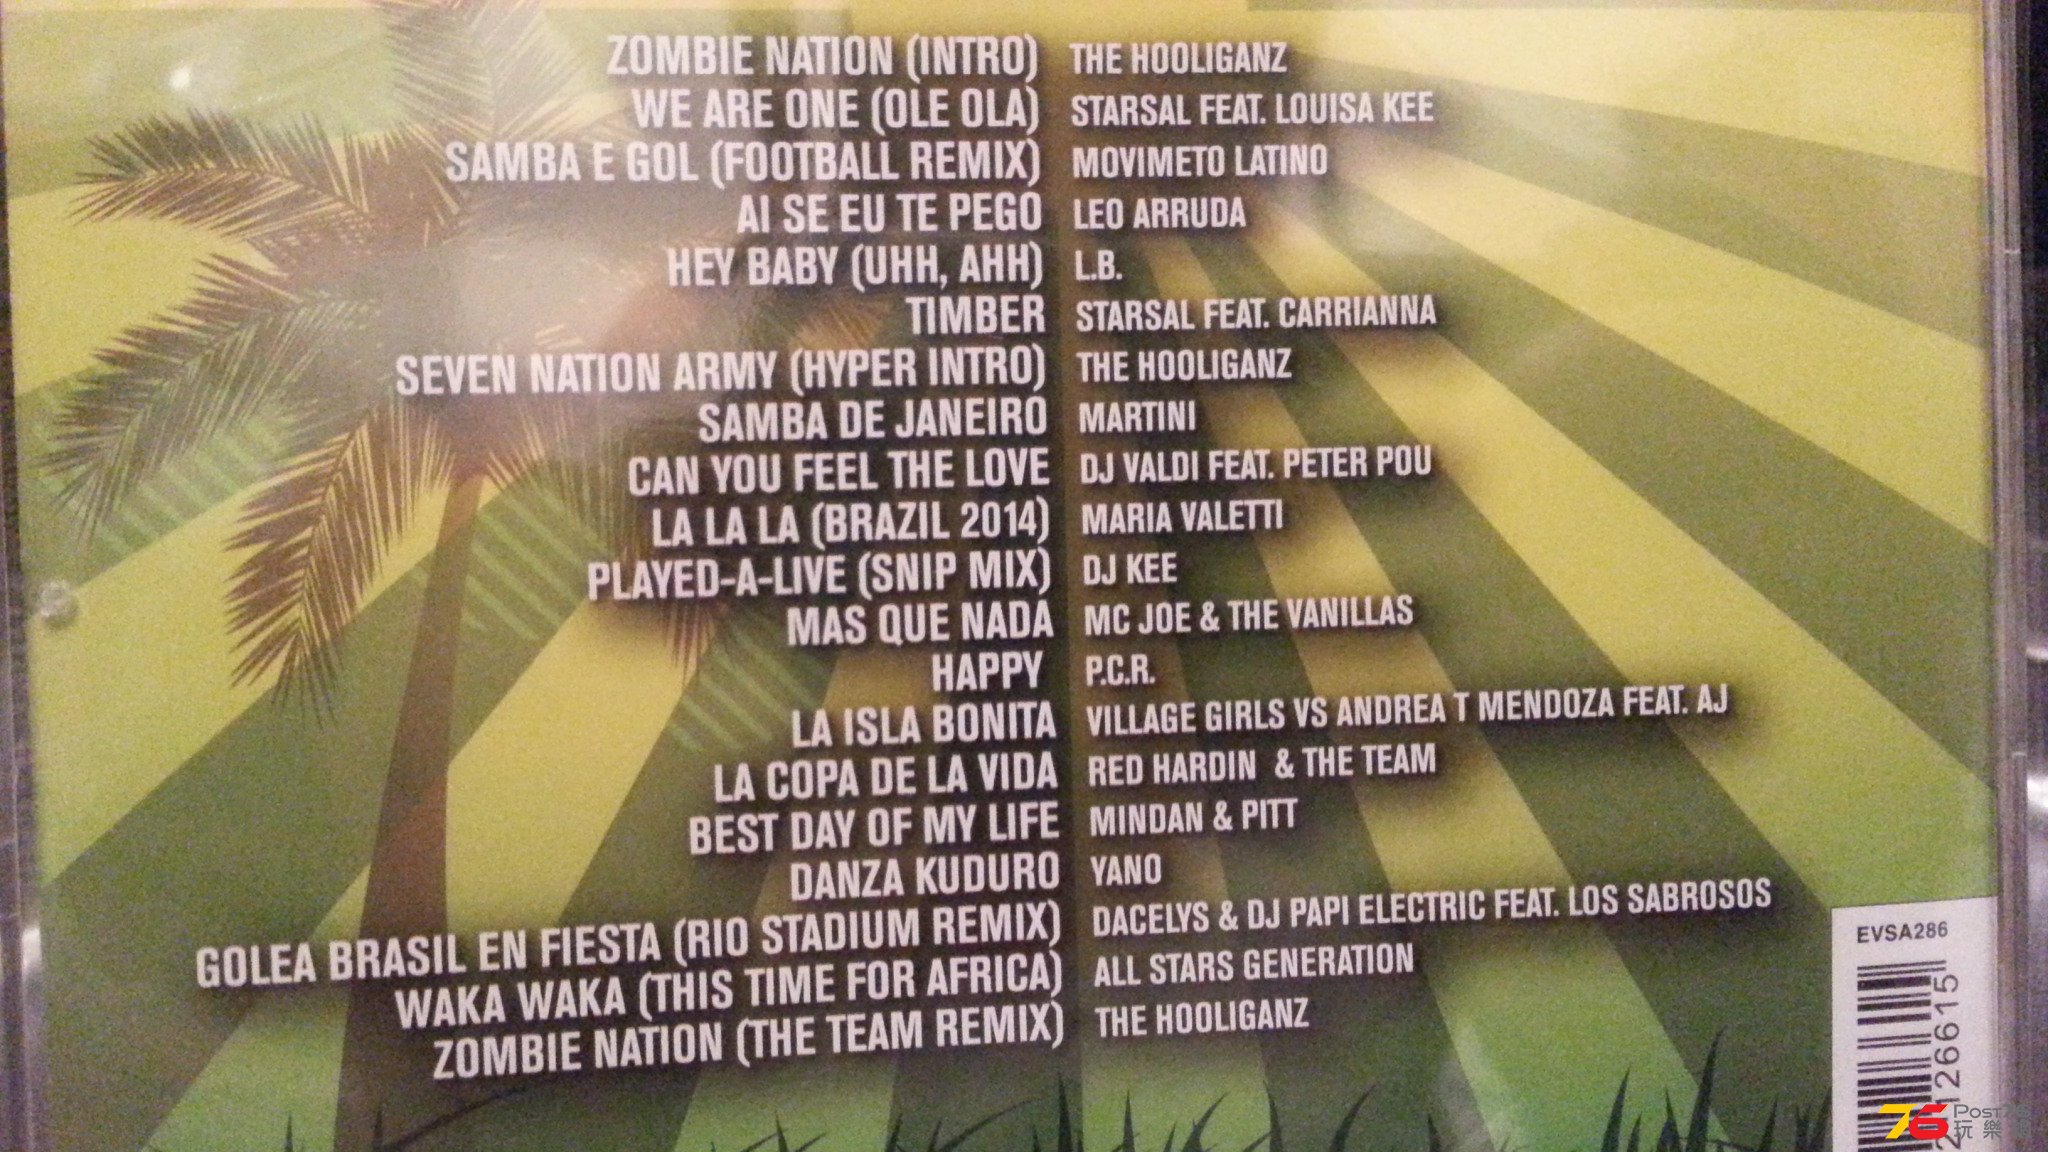 ZOMBIE NATION (INTRO) THE HOOLIGANZ
WE ARE ONE (OLE OLA) STARSAL FEAT. LOUISA KEE
SAMBA E GOL (FOOTBALL REMIX) MOVIMETO LATINO
AI SE EU TE PEGO LEO ARRUDA
HEY BABY (UHH, AHH) L.B.
TIMBER STARSAL FEAT. CARRIANNA
SEVEN NATION ARMY (HYPER INTRO) THE HOOLIGANZ
SAMBA DE JANEIRO MARTINI
CAN YOU FEEL THE LOVE DJ VALDI FEAT. PETER POU
LA LA LA (BRAZIL 2014) MARIA VALETTI
PLAYED-A-LIVE (SNIP MIX) DJ KEE
MAS QUE NADA MC JOE & THE VANILLAS
HAPPY P.C.R.
LA ISLA BONITA VILLAGE GIRLS VS ANDREA T MENDOZA FEAT. AJ
LA COPA DE LA VIDA RED HARDIN & THE TEAM
BEST DAY OF MY LIFE MINDAN & PITT
DANZA KUDURO YANO
GOLEA BRASIL EN FIESTA (RIO STADIUM REMIX) DACELYS & DJ PAPI ELECTRIC FEAT. LOS SABROSOS
WAKA WAKA (THIS TIME FOR AFRICA) ALL STARS GENERATION
ZOMBIE NATION (THE TEAM REMIX) THE HOOLIGANZ
EVSA286
2126615
76 Post76
玩樂